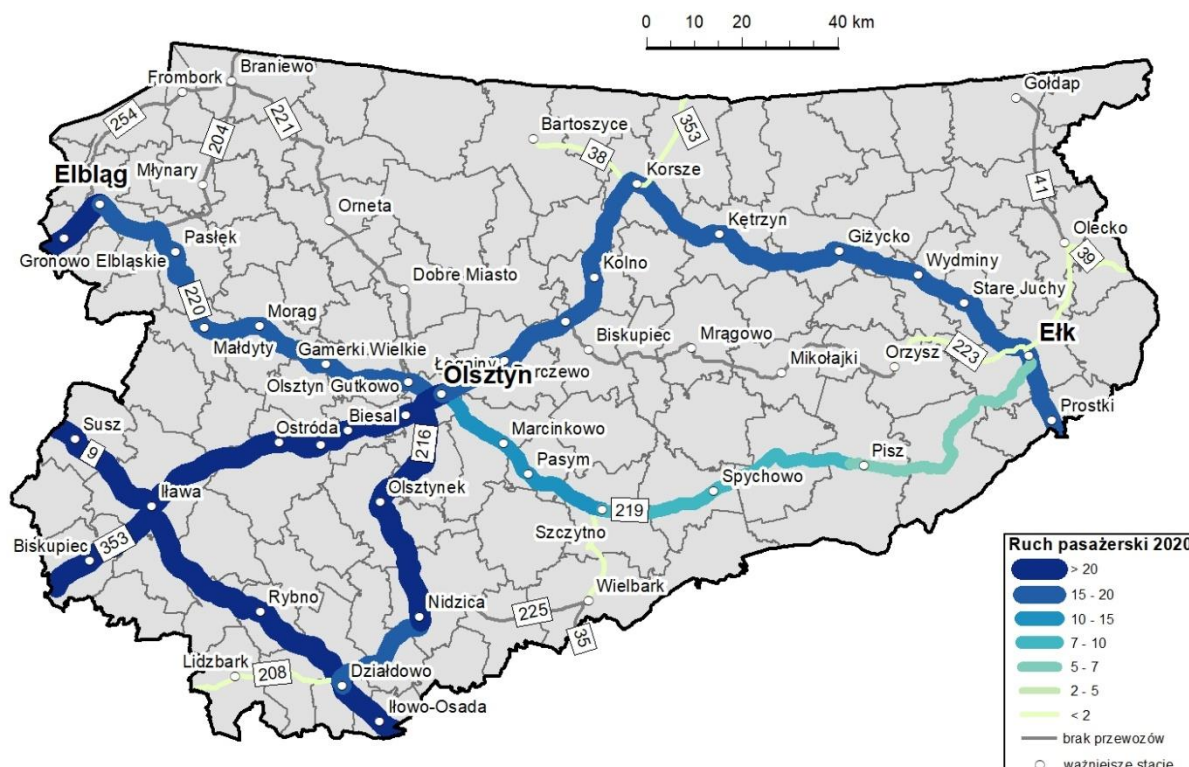 0 10 20 40 km
Braniewo
Frombork
Gołdap
254
204
221
Bartoszyce
38
353
Młynary
Korsze
Elbląg
41
Orneta
Kętrzyn
Giżycko
Olecko
39
Pasłęk
Gronowo Elbląskie
Kolno
Wydminy
Dobre Miasto
Stare Juchy
220
Morąg
Małdyty
Gamerki Wielkie
Biskupiec
Mrągowo
Ełk
223
Mikołajki
Orzysz
Olsztyn Gutkowo
Olsztyn
Biesal
Prostki
Susz
Ostróda
Marcinkowo
9
216
Pasym
Pisz
Spychowo
Iława
Olsztynek
219
Szczytno
Biskupiec
353
Wielbark
Rybno
Nidzica
225
35
Lidzbark
208
Działdowo
Iłowo-Osada
Ruch pasażerski 2020
> 20
15 - 20
10 - 15
7 - 10
5 - 7
2 - 5
< 2
brak przewozów
ważniejsze stacje